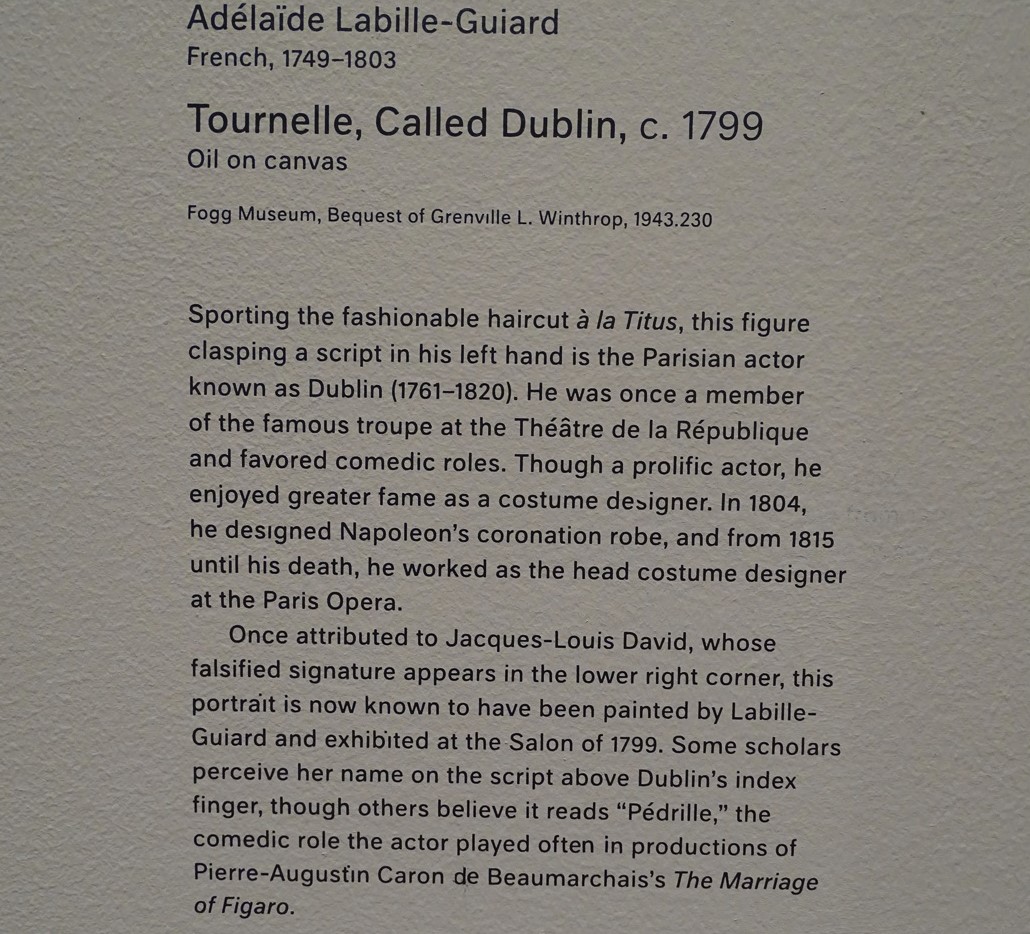 Adélaïde Labille-Guiard
French, 1749–1803
Tournelle, Called Dublin, c. 1799
Oil on canvas
Fogg Museum, Bequest of Grenville L. Winthrop, 1943.230
Sporting the fashionable haircut à la Titus, this figure
clasping a script in his left hand is the Parisian actor
known as Dublin (1761–1820). He was once a member
of the famous troupe at the Théâtre de la République
and favored comedic roles. Though a prolific actor, he
enjoyed greater fame as a costume designer. In 1804,
he designed Napoleon's coronation robe, and from 1815
until his death, he worked as the head costume designer
at the Paris Opera.
Once attributed to Jacques-Louis David, whose
falsified signature appears in the lower right corner, this
portrait is now known to have been painted by Labille-
Guiard and exhibited at the Salon of 1799. Some scholars
perceive her name on the script above Dublin's index
finger, though others believe it reads “Pédrille,” the
comedic role the actor played often in productions of
Pierre-Augustin Caron de Beaumarchais's The Marriage
of Figaro.